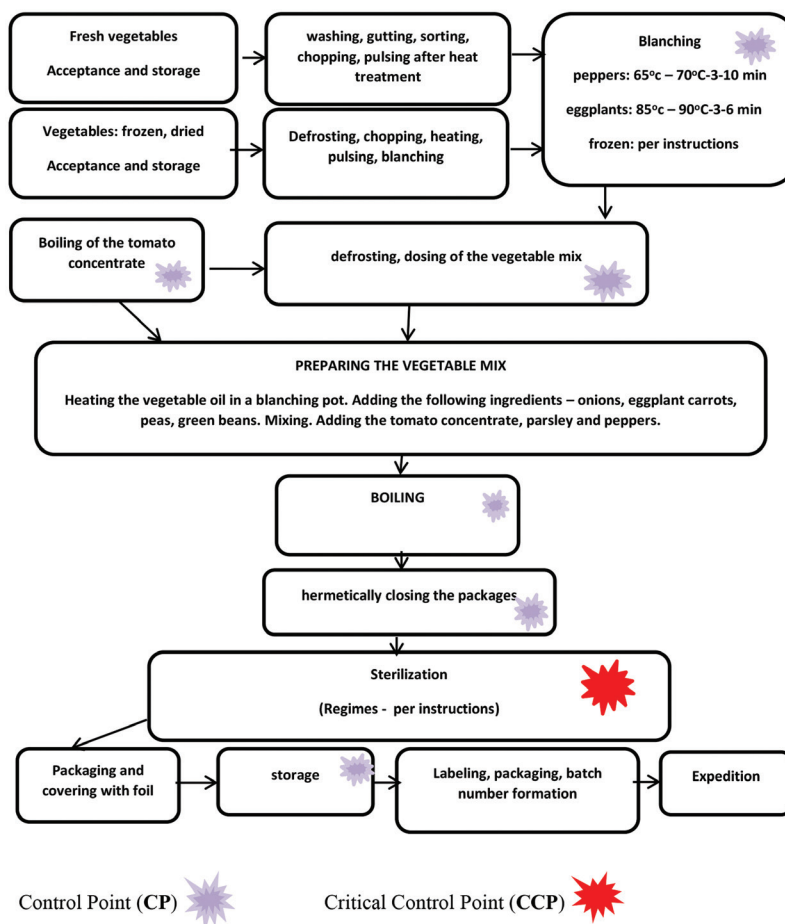 Fresh vegetables
Acceptance and storage
washing, gutting, sorting,
chopping, pulsing after heat
treatment
Blanching
peppers: 65ºc – 70ºC-3-10 min
eggplants: 85ºc – 90ºC-3-6 min
frozen: per instructions
Vegetables: frozen, dried
Acceptance and storage
Defrosting, chopping, heating,
pulsing, blanching
Boiling of the tomato
concentrate
defrosting, dosing of the vegetable mix
PREPARING THE VEGETABLE MIX
Heating the vegetable oil in a blanching pot. Adding the following ingredients – onions, eggplant carrots,
peas, green beans. Mixing. Adding the tomato concentrate, parsley and peppers.
BOILING
hermetically closing the packages
Sterilization
(Regimes - per instructions)
Packaging and
covering with foil
storage
Labeling, packaging, batch
number formation
Expedition
Control Point (CP)
Critical Control Point (CCP)